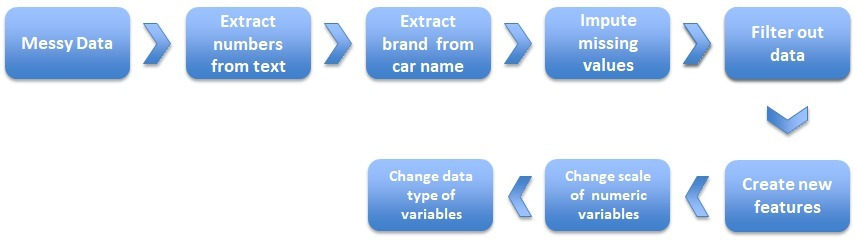 Messy Data
Extract
numbers
from text
Extract
brand from
car name
Impute
missing
values
Filter out
data
Create new
features
Change scale
of numeric
variables
Change data
type of
variables